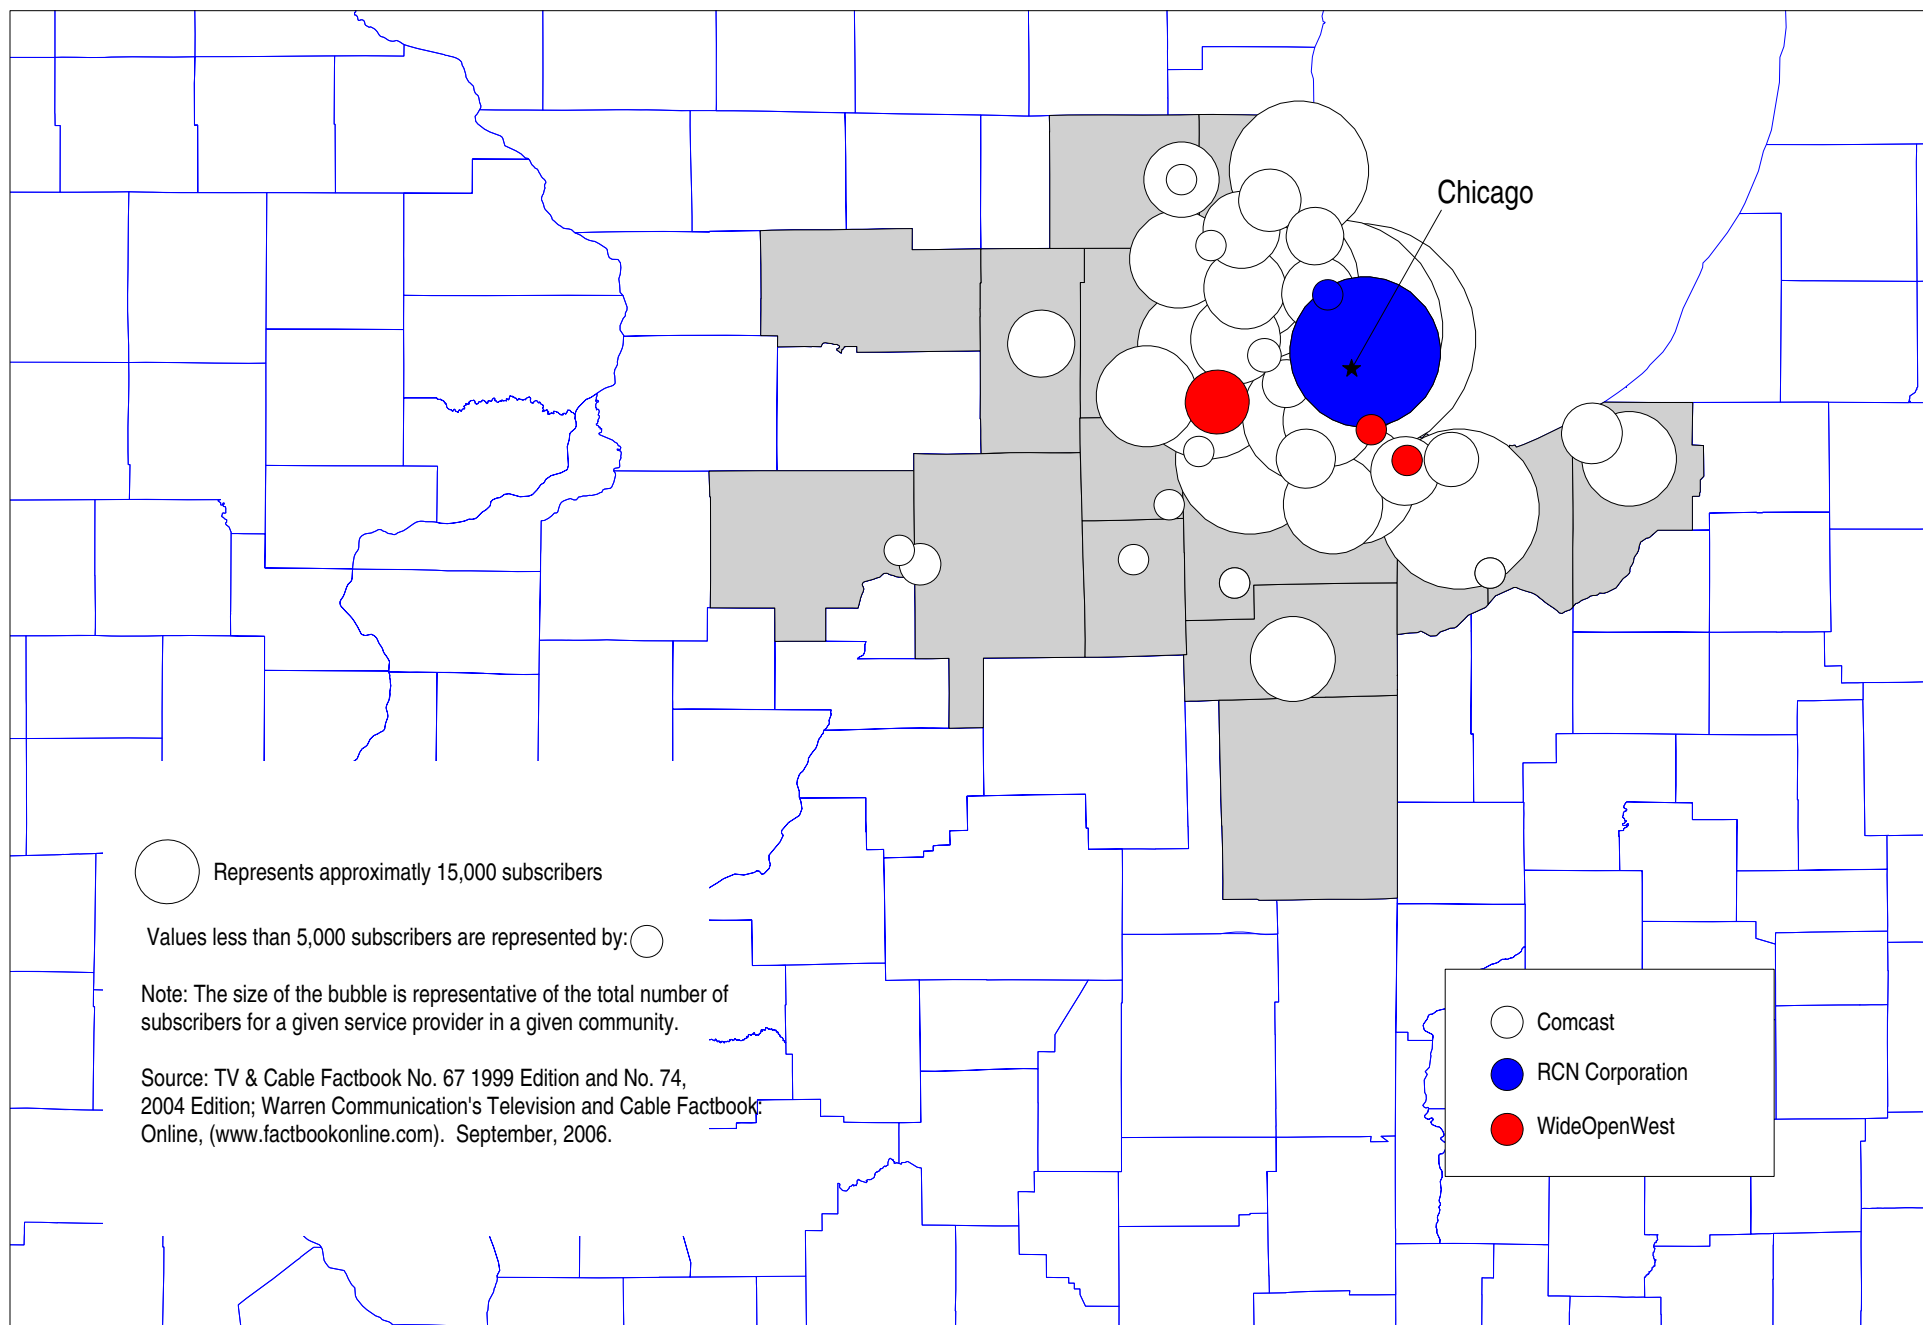 Chicago
Represents approximatly 15,000 subscribers
Values less than 5,000 subscribers are represented by:
Note: The size of the bubble is representative of the total number of
subscribers for a given service provider in a given community.
Source: TV & Cable Factbook No. 67 1999 Edition and No. 74,
2004 Edition; Warren Communication's Television and Cable Factbook:
Online, (www.factbookonline.com).  September, 2006.
Comcast
RCN Corporation
WideOpenWest